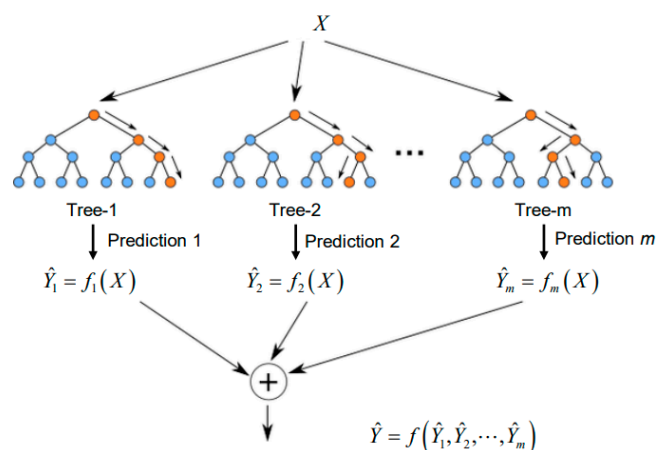 X
...
Tree-1 Tree-2 Tree-m
Prediction 1 Prediction 2 Prediction m
Ŷ₁ = f₁(X) Ŷ₂ = f₂(X) Ŷₘ = fₘ(X)
+
Ŷ = f(Ŷ₁,Ŷ₂,⋯,Ŷₘ)